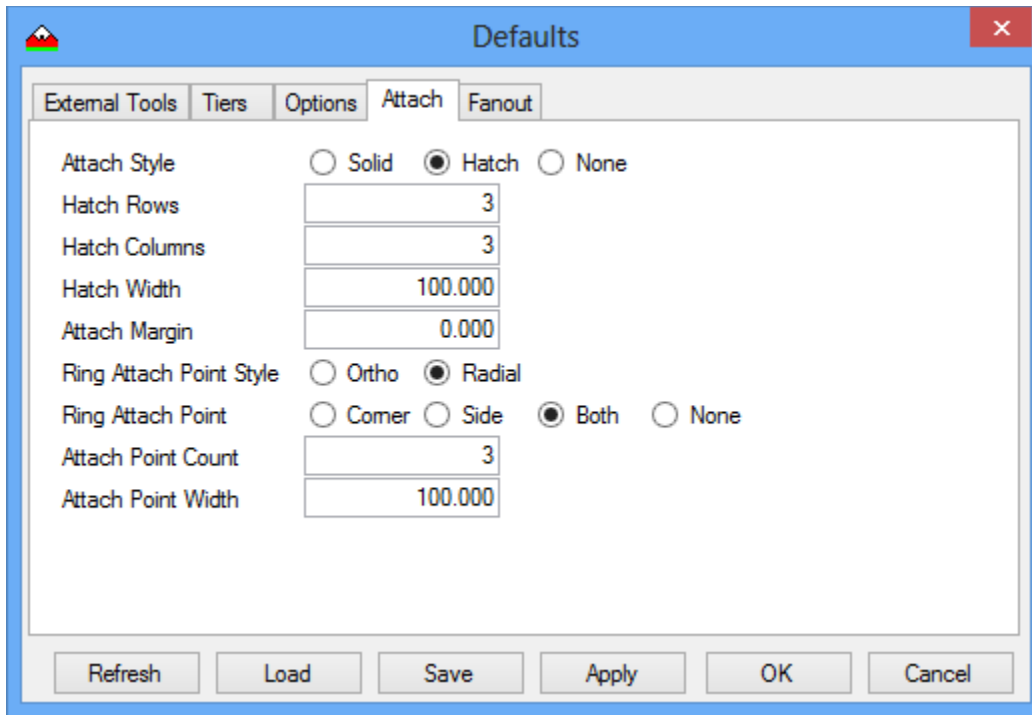 Defaults
External Tools Tiers Options Attach Fanout
Attach Style Solid Hatch None
Hatch Rows 3
Hatch Columns 3
Hatch Width 100.000
Attach Margin 0.000
Ring Attach Point Style Ortho Radial
Ring Attach Point Corner Side Both None
Attach Point Count 3
Attach Point Width 100.000
Refresh Load Save Apply OK Cancel